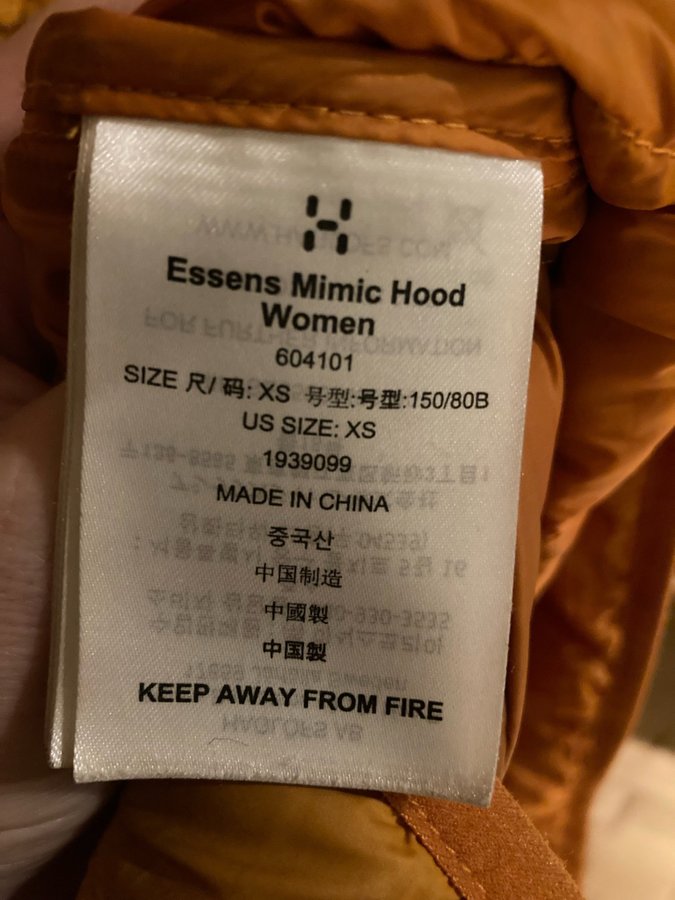 Essens Mimic Hood
Women
604101
SIZE 尺/ 码: XS 号型:号型:150/80B
US SIZE: XS
1939099
MADE IN CHINA
중국산
中国制造
中國製
中国製
KEEP AWAY FROM FIRE